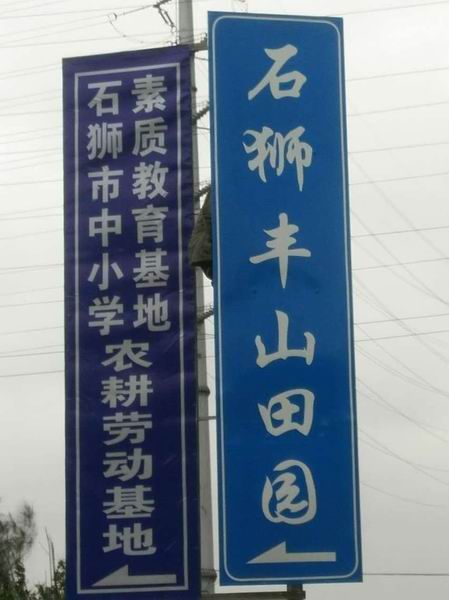 石狮市中小学
素质教育基地
农耕劳动基地
石狮丰山田园